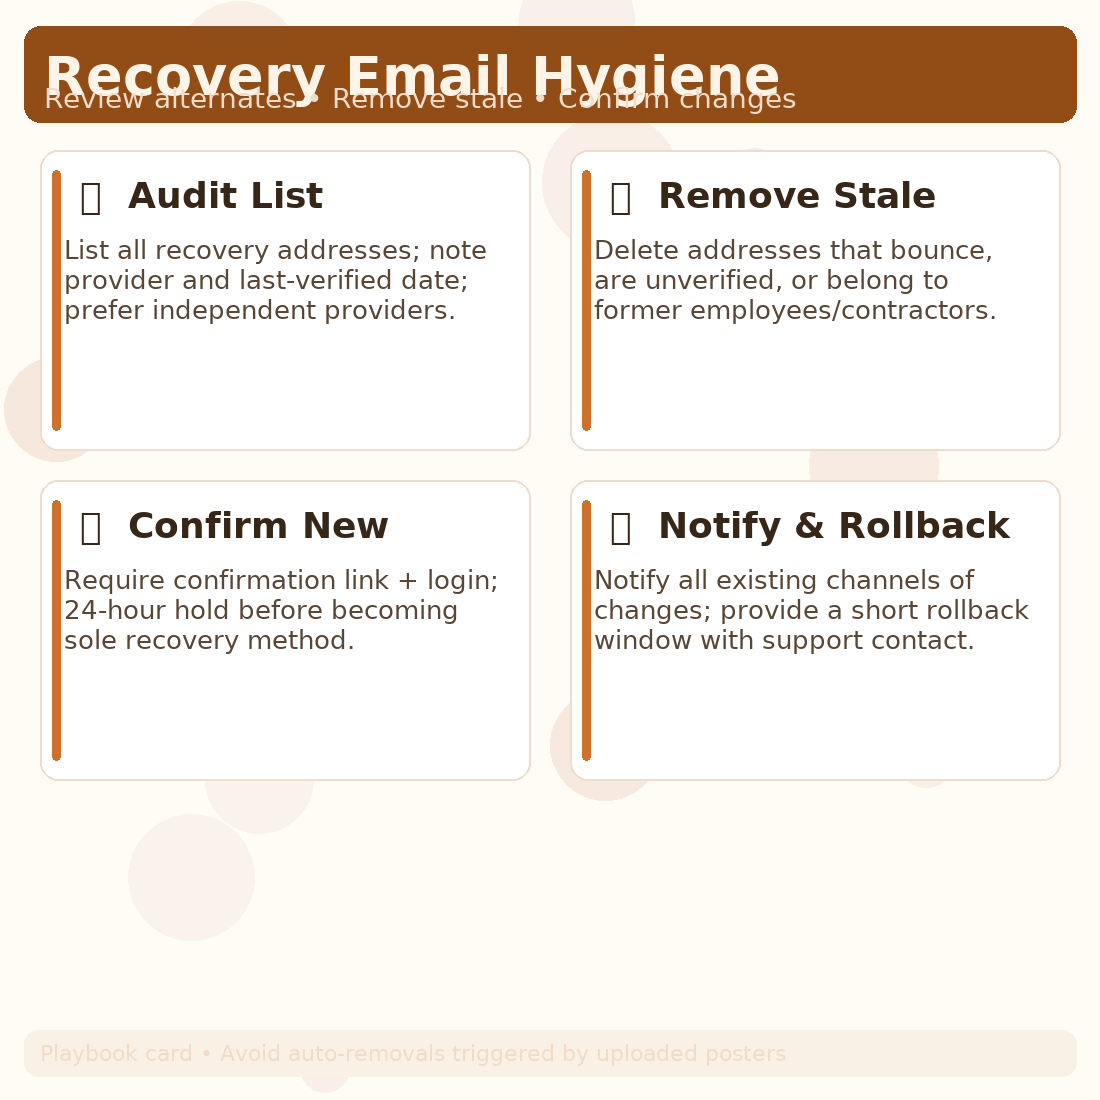 Recovery Email Hygiene
Review alternates • Remove stale • Confirm changes
Audit List
List all recovery addresses; note
provider and last-verified date;
prefer independent providers.
Remove Stale
Delete addresses that bounce,
are unverified, or belong to
former employees/contractors.
Confirm New
Require confirmation link + login;
24-hour hold before becoming
sole recovery method.
Notify & Rollback
Notify all existing channels of
changes; provide a short rollback
window with support contact.
Playbook card • Avoid auto-removals triggered by uploaded posters